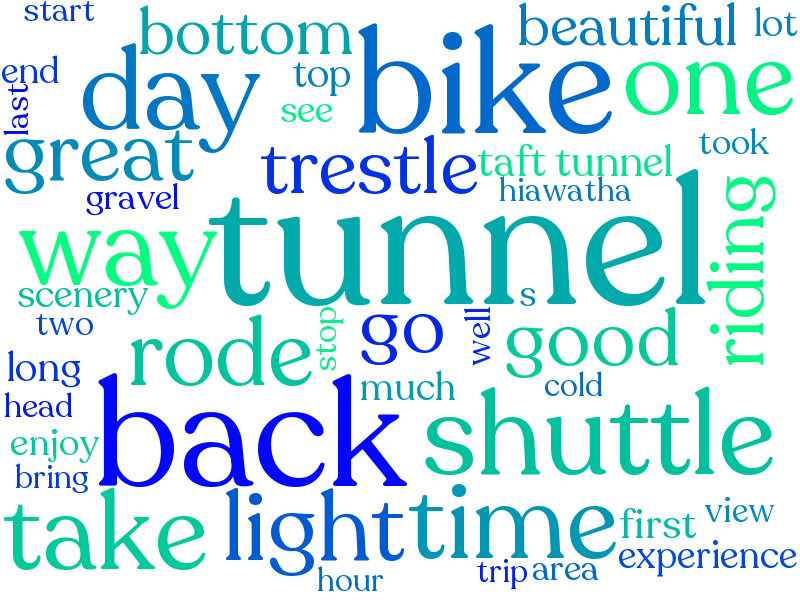 start
bottom
beautiful
lot
end
day
top
bike
one
last
see
great
trestle
taft tunnel
took
gravel
hiawatha
way
tunnel
riding
scenery
s
two
rode
stop
go
well
good
long
much
cold
head
back
shuttle
enjoy
bring
take
light
time
first
view
experience
hour
trip
area